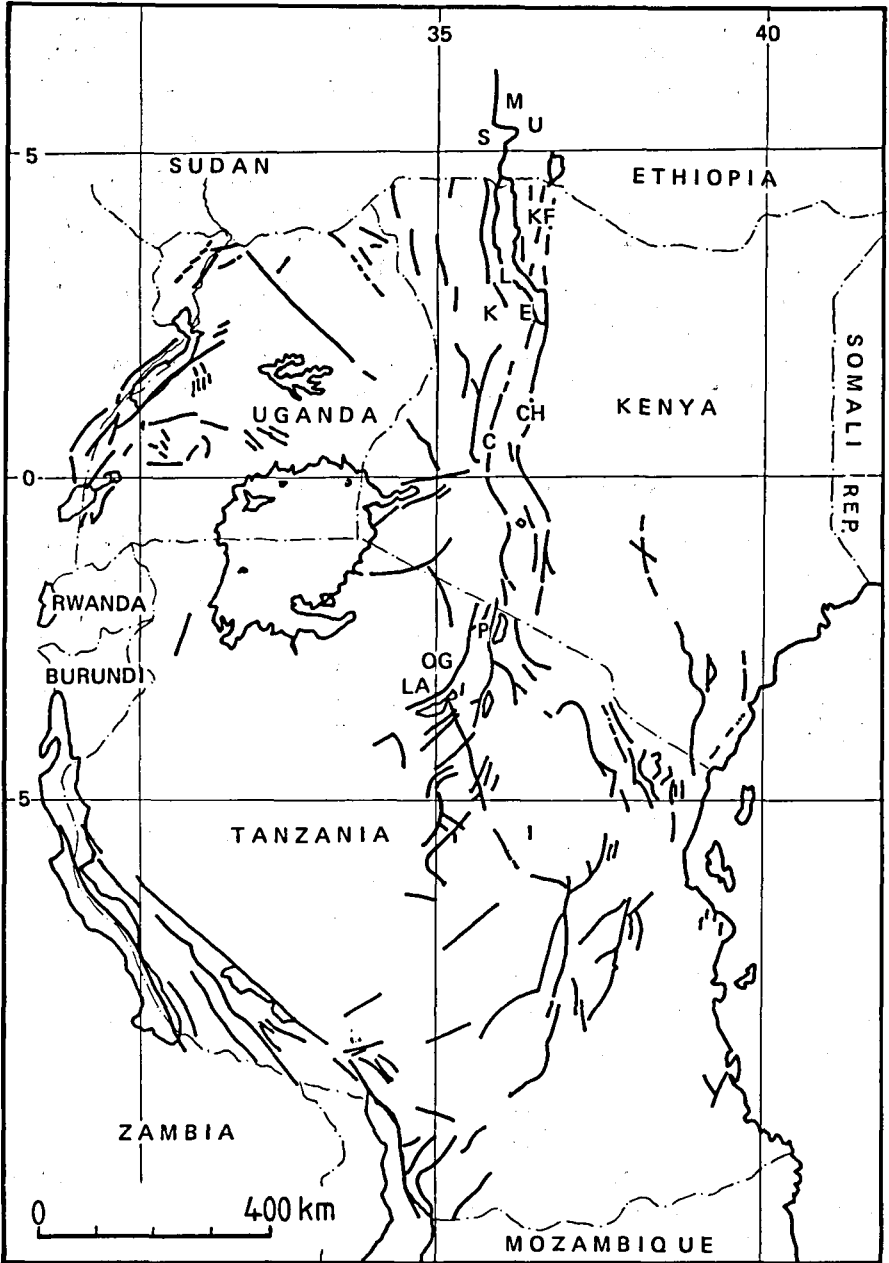 35 40
M
U
S
5
SUDAN
ETHIOPIA
KF
L
K E
SOMALI REP.
KENYA
CH
UGANDA
C
0
RWANDA
P
OG
BURUNDI
LA
5
TANZANIA
I
ZAMBIA
0 400 km
MOZAMBIQUE